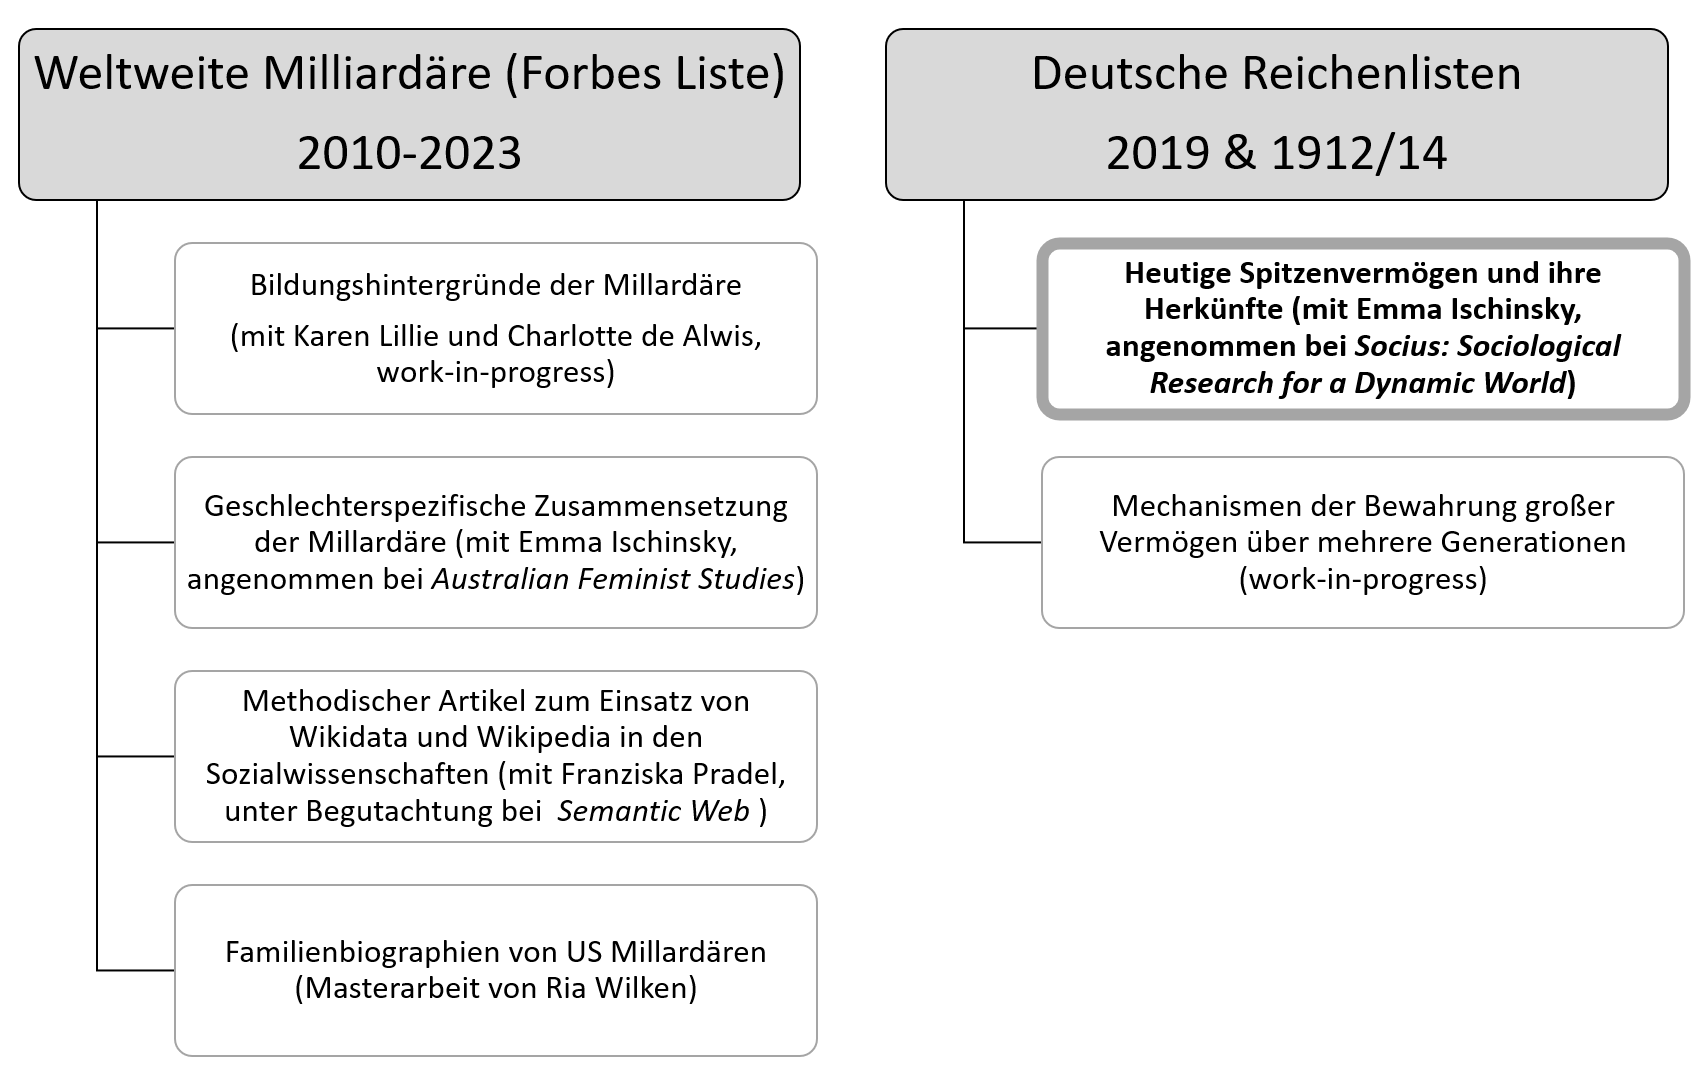 Weltweite Milliardäre (Forbes Liste)
2010-2023
Bildungshintergründe der Millardäre
(mit Karen Lillie und Charlotte de Alwis,
work-in-progress)
Geschlechterspezifische Zusammensetzung
der Millardäre (mit Emma Ischinsky,
angenommen bei Australian Feminist Studies)
Methodischer Artikel zum Einsatz von
Wikidata und Wikipedia in den
Sozialwissenschaften (mit Franziska Pradel,
unter Begutachtung bei Semantic Web )
Familienbiographien von US Millardären
(Masterarbeit von Ria Wilken)
Deutsche Reichenlisten
2019 & 1912/14
Heutige Spitzenvermögen und ihre
Herkünfte (mit Emma Ischinsky,
angenommen bei Socius: Sociological
Research for a Dynamic World)
Mechanismen der Bewahrung großer
Vermögen über mehrere Generationen
(work-in-progress)